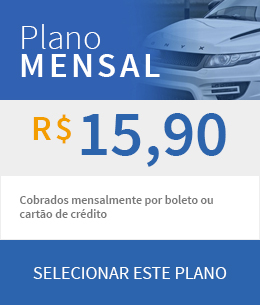 Plano
MENSAL
R$ 15,90
Cobrados mensalmente por boleto ou
cartão de crédito
SELECIONAR ESTE PLANO